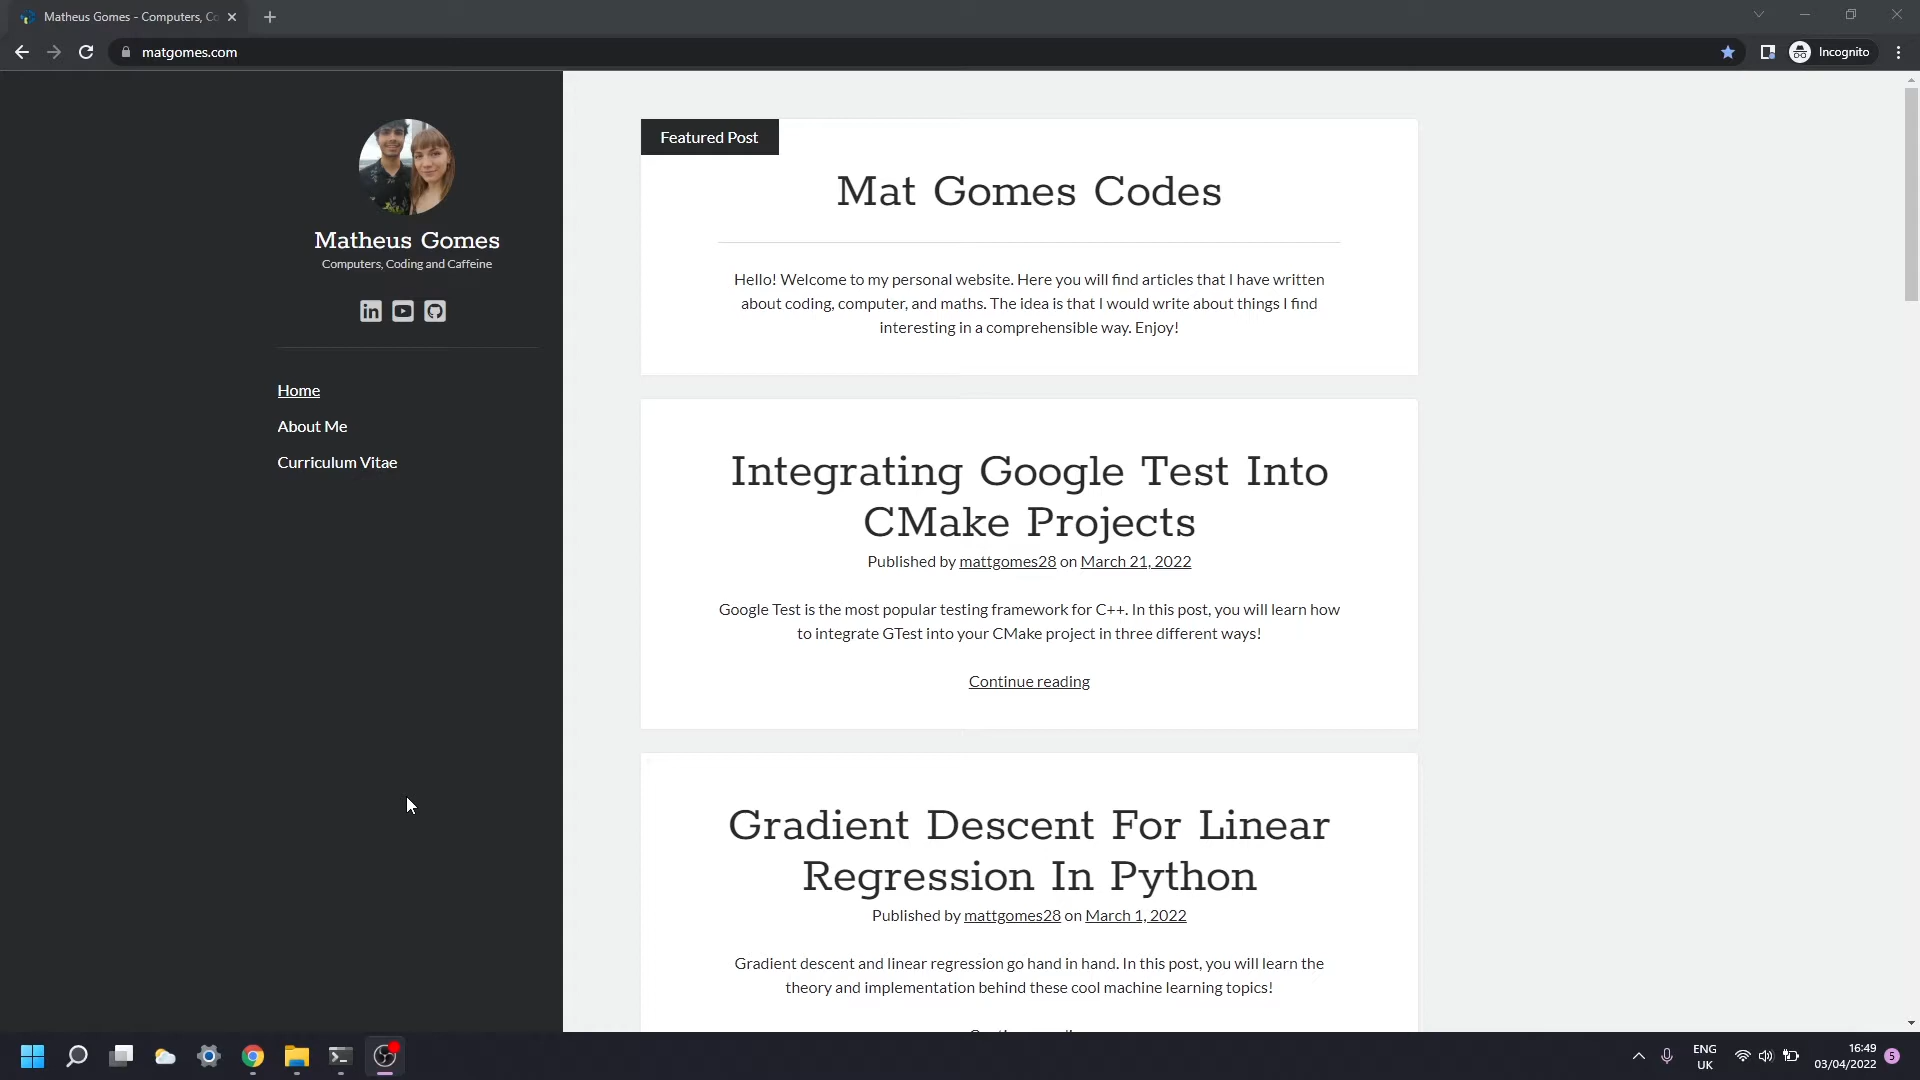 Matheus Gomes - Computers, Co
matgomes.com
Incognito
Matheus Gomes
Computers, Coding and Caffeine
Home
About Me
Curriculum Vitae
Featured Post
Mat Gomes Codes
Hello! Welcome to my personal website. Here you will find articles that I have written
about coding, computer, and maths. The idea is that I would write about things I find
interesting in a comprehensible way. Enjoy!
Integrating Google Test Into
CMake Projects
Published by mattgomes28 on March 21, 2022
Google Test is the most popular testing framework for C++. In this post, you will learn how
to integrate GTest into your CMake project in three different ways!
Continue reading
Gradient Descent For Linear
Regression In Python
Published by mattgomes28 on March 1, 2022
Gradient descent and linear regression go hand in hand. In this post, you will learn the
theory and implementation behind these cool machine learning topics!
ENG
UK
16:49
03/04/2022
5